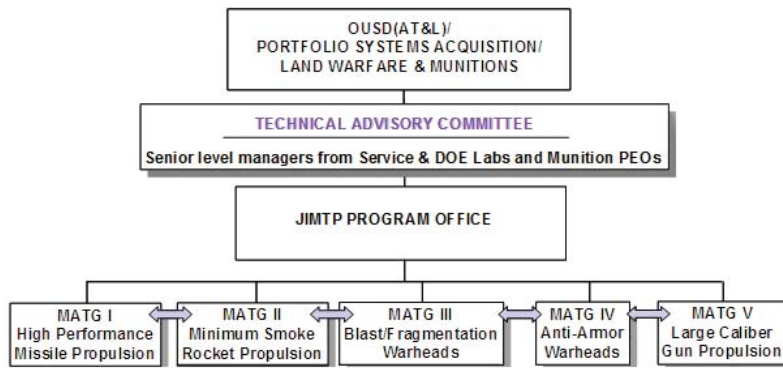 OUSD(AT&L)/
PORTFOLIO SYSTEMS ACQUISITION/
LAND WARFARE & MUNITIONS
TECHNICAL ADVISORY COMMITTEE
Senior level managers from Service & DOE Labs and Munition PEOs
JIMTP PROGRAM OFFICE
MATG I
High Performance
Missile Propulsion
MATG II
Minimum Smoke
Rocket Propulsion
MATG III
Blast/Fragmentation
Warheads
MATG IV
Anti-Armor
Warheads
MATG V
Large Caliber
Gun Propulsion